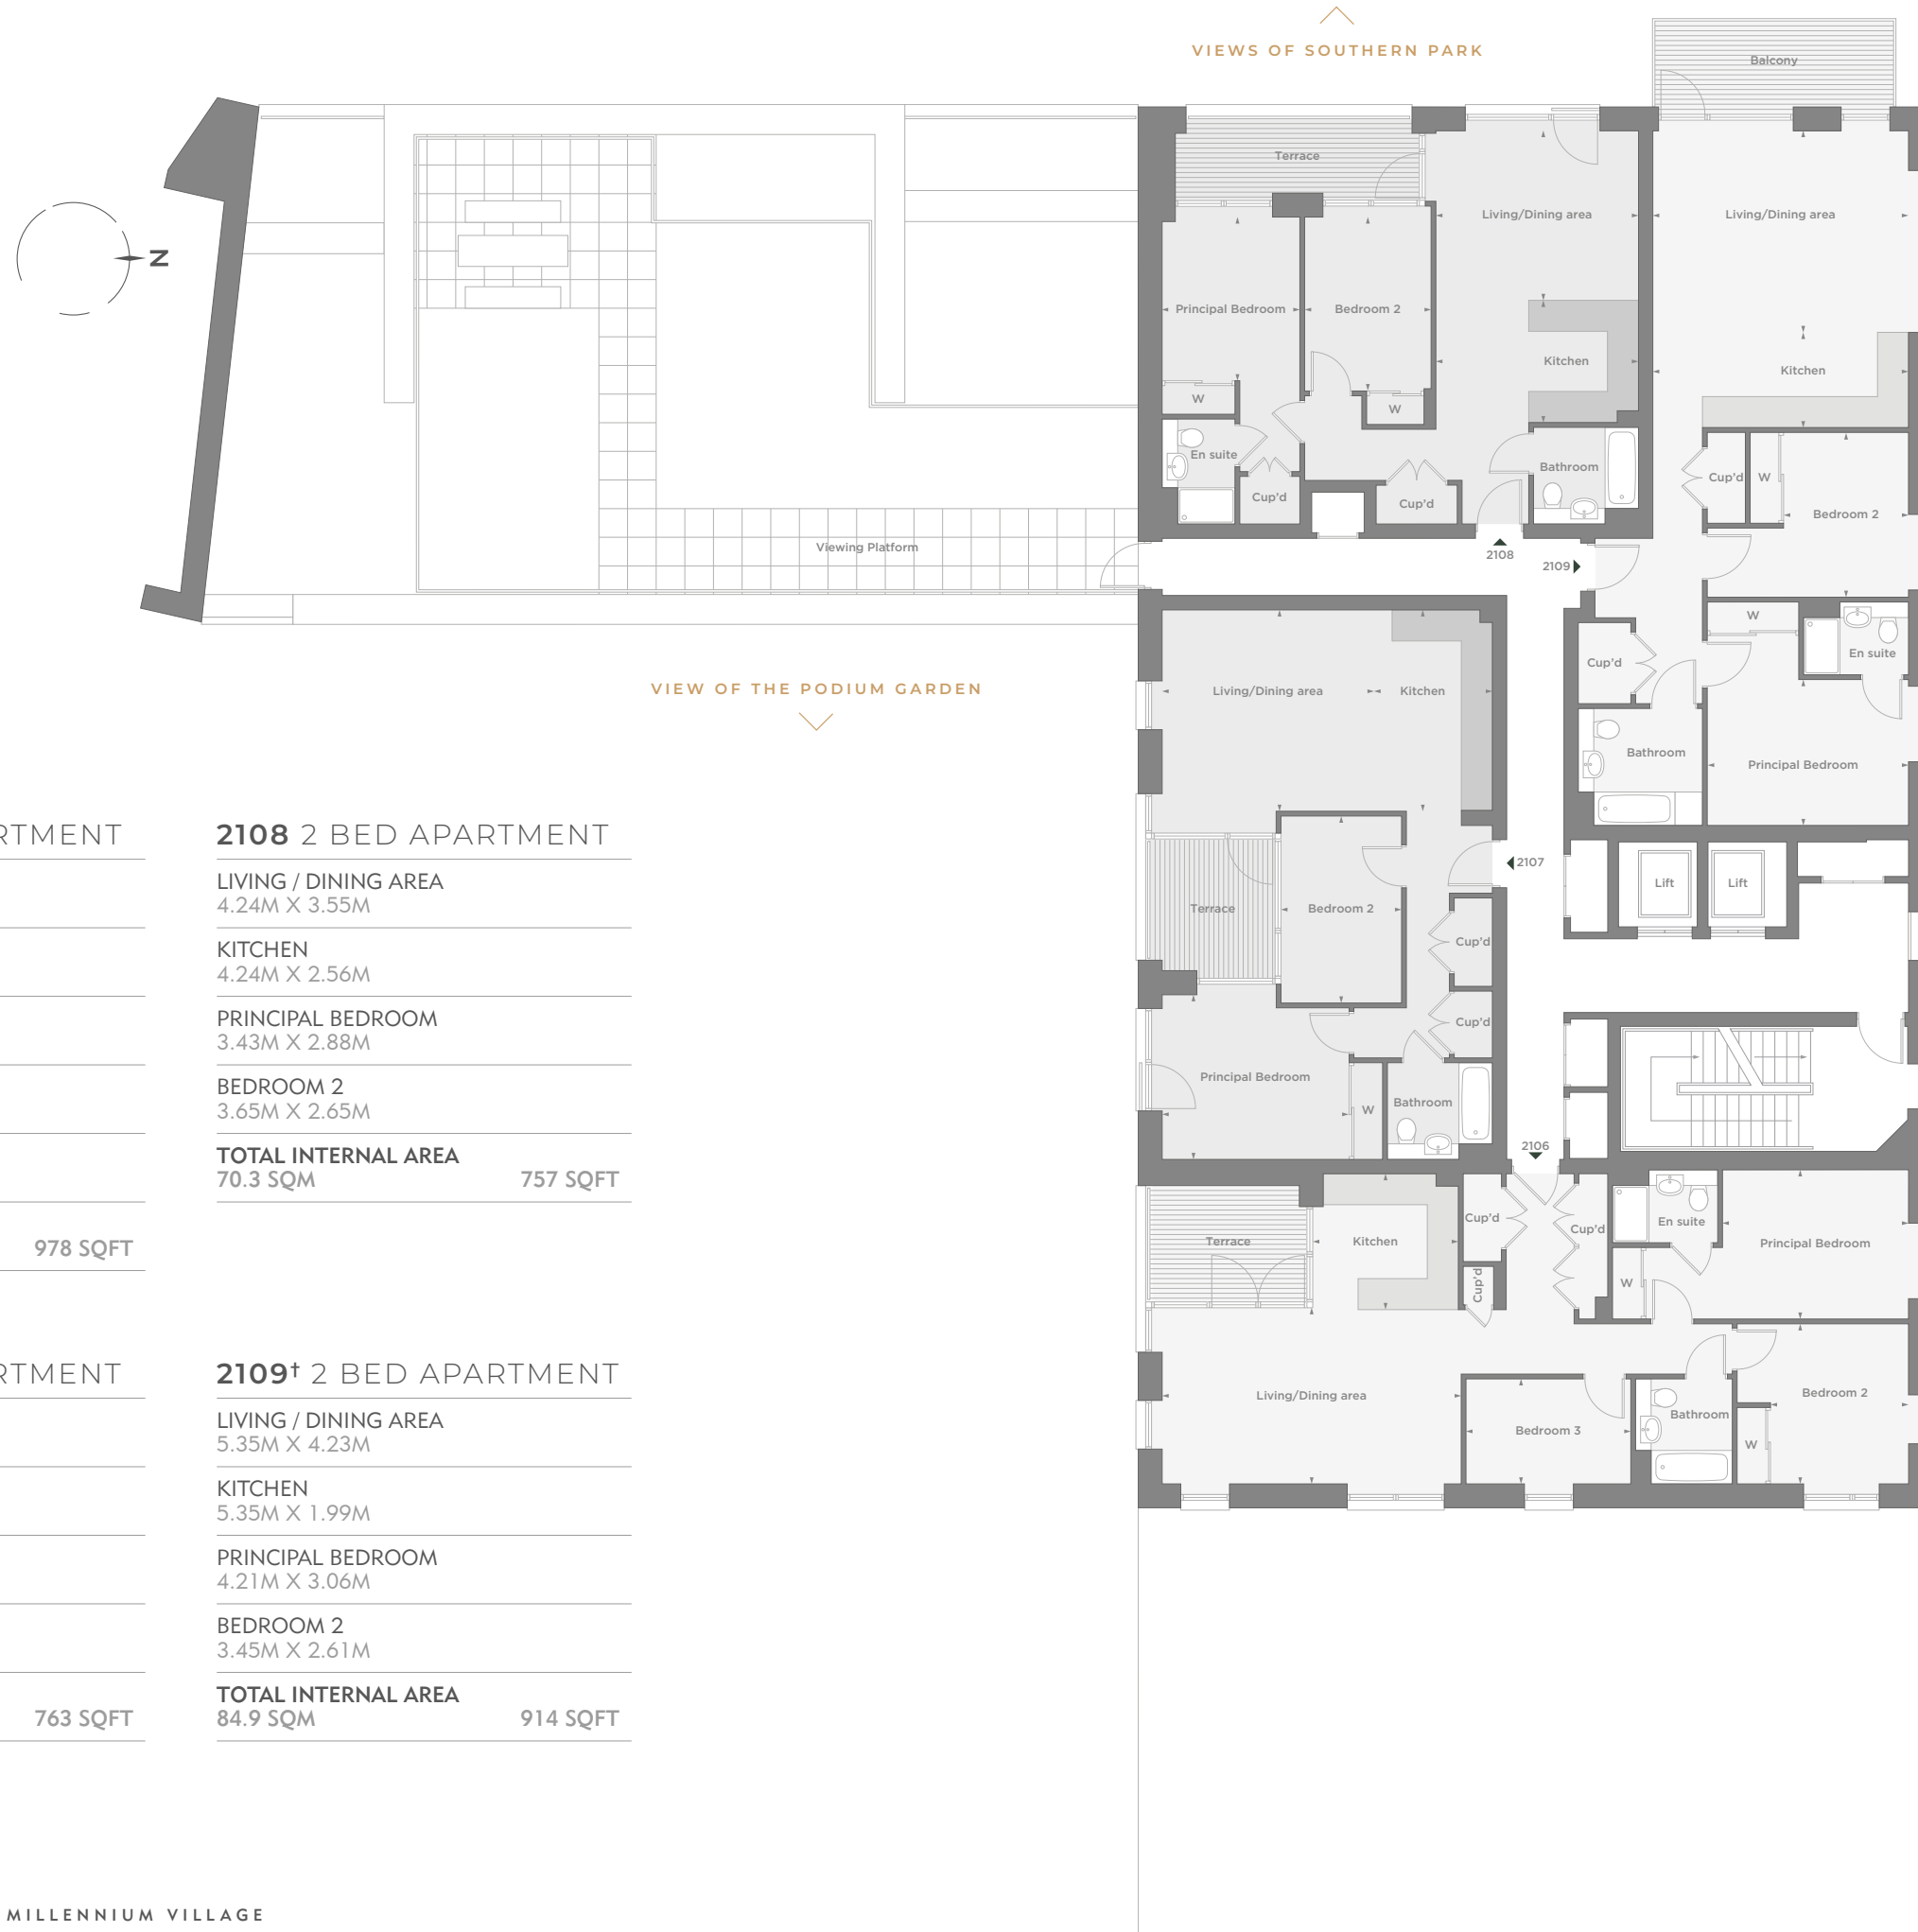 VIEWS OF SOUTHERN PARK
Balcony
Terrace
Living/Dining area
Living/Dining area
N
Principal Bedroom
Bedroom 2
Kitchen
Kitchen
W
W
En suite
Bathroom
Cup'd
W
Cup'd
Cup'd
Bedroom 2
Viewing Platform
2108
2109
W
En suite
Cup'd
VIEW OF THE PODIUM GARDEN
Living/Dining area
Kitchen
Bathroom
Principal Bedroom
2107
Lift
Lift
Terrace
Bedroom 2
Cup'd
Cup'd
Principal Bedroom
Bathroom
W
2106
Cup'd
Cup'd
En suite
Terrace
Kitchen
Principal Bedroom
Cup'd
W
Living/Dining area
Bedroom 3
Bathroom
Bedroom 2
W
RTMENT
978 SQFT
RTMENT
763 SQFT
2108 2 BED APARTMENT
LIVING / DINING AREA
4.24M X 3.55M
KITCHEN
4.24M X 2.56M
PRINCIPAL BEDROOM
3.43M X 2.88M
BEDROOM 2
3.65M X 2.65M
TOTAL INTERNAL AREA
70.3 SQM 757 SQFT
2109† 2 BED APARTMENT
LIVING / DINING AREA
5.35M X 4.23M
KITCHEN
5.35M X 1.99M
PRINCIPAL BEDROOM
4.21M X 3.06M
BEDROOM 2
3.45M X 2.61M
TOTAL INTERNAL AREA
84.9 SQM 914 SQFT
MILLENNIUM VILLAGE